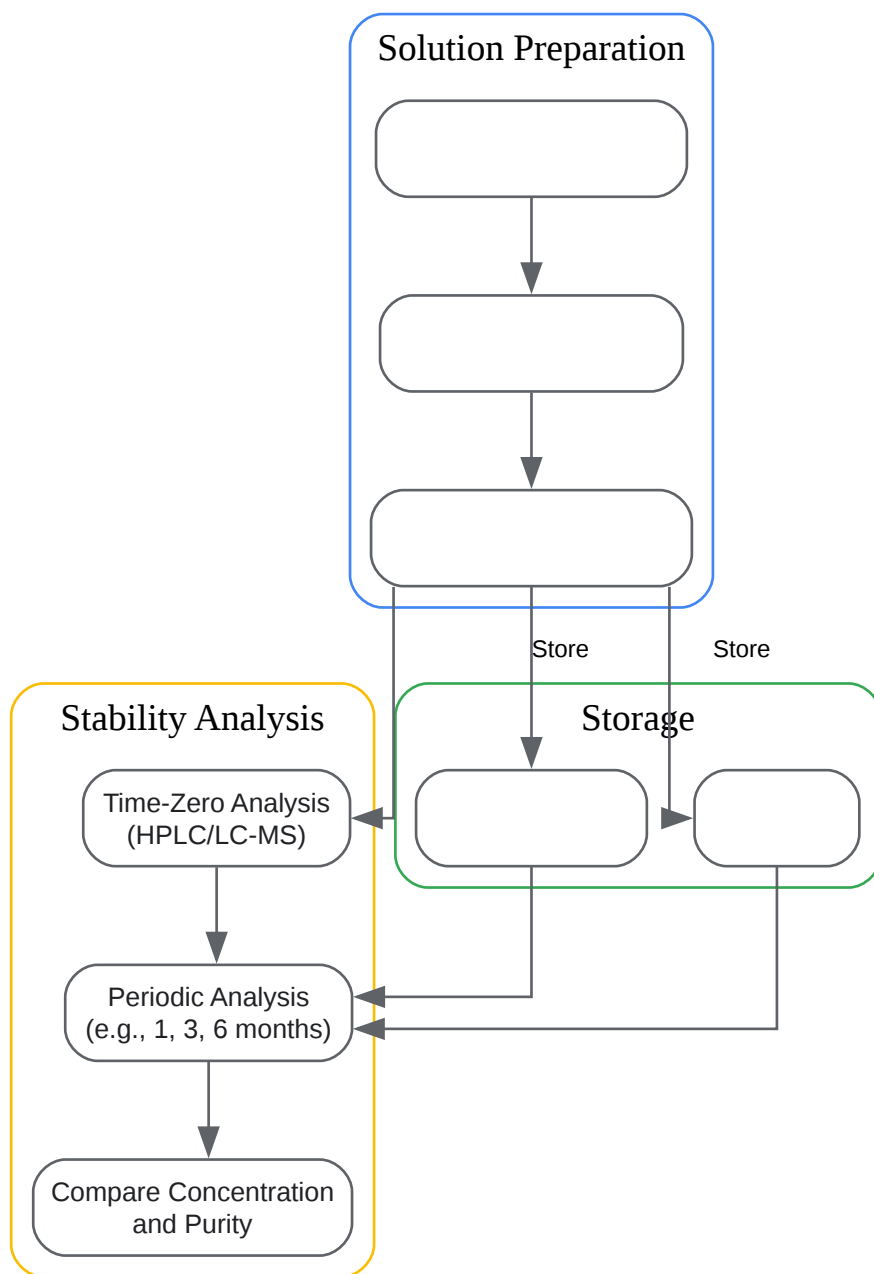 Solution Preparation
Store
Store
Stability Analysis
Storage
Time-Zero Analysis
(HPLC/LC-MS)
Periodic Analysis
(e.g., 1, 3, 6 months)
Compare Concentration
and Purity